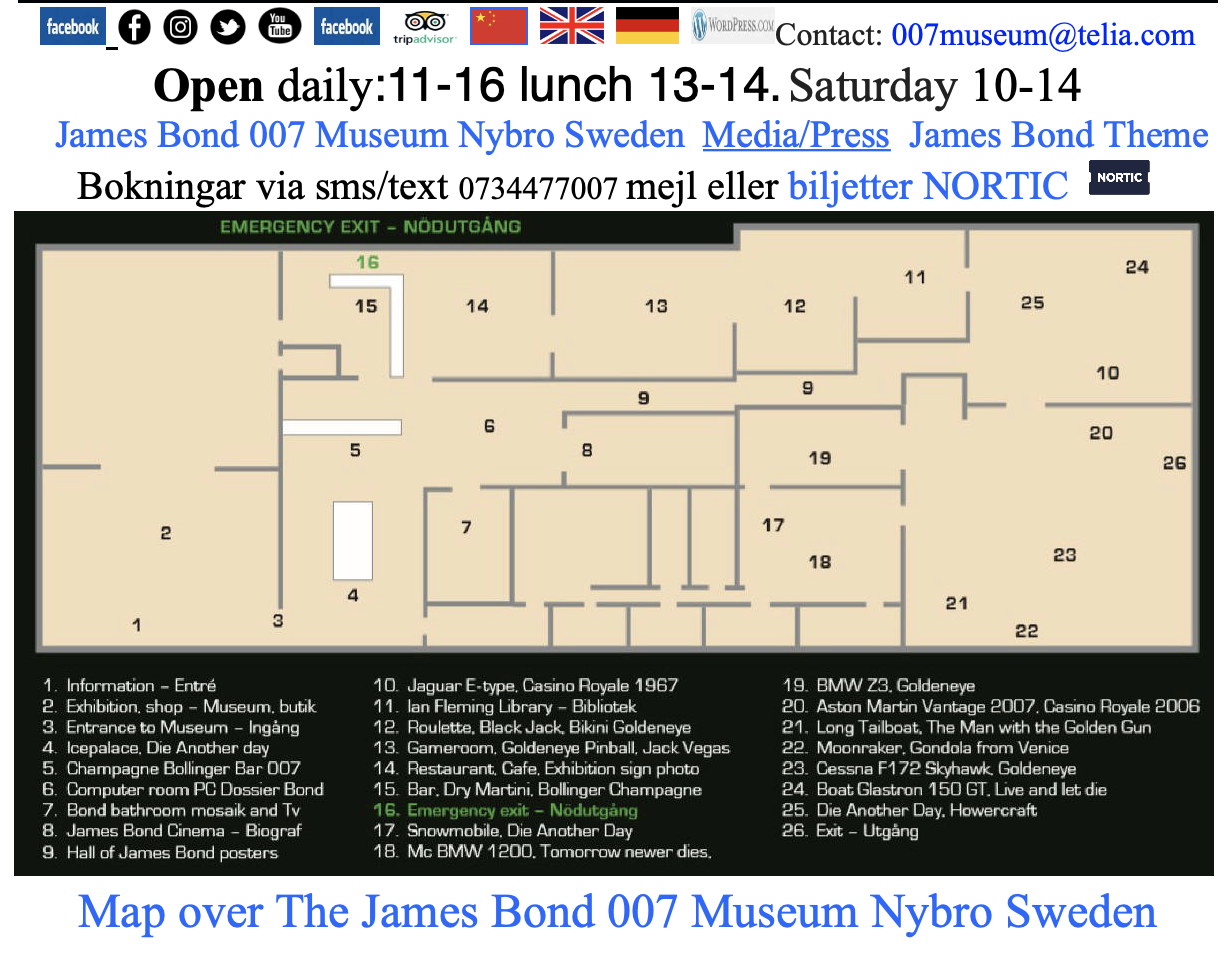 facebook facebook tripadvisor WORDPRESS.COM Contact: 007museum@telia.com
You
Tube
Open daily:11-16 lunch 13-14. Saturday 10-14
James Bond 007 Museum Nybro Sweden Media/Press James Bond Theme
Bokningar via sms/text 0734477007 mejl eller biljetter NORTIC NORTIC
EMERGENCY EXIT – NÖDUTGÅNG
16
24
11
25
15
14
13
12
10
9
9
6
20
5
8
19
26
2
7
17
18
23
4
21
1
3
22
1. Information – Entré
2. Exhibition, shop – Museum, butik
3. Entrance to Museum – Ingång
4. Icepalace, Die Another day
5. Champagne Bollinger Bar 007
6. Computer room PC Dossier Bond
7. Bond bathroom mosaik and Tv
8. James Bond Cinema – Biograf
9. Hall of James Bond posters
10. Jaguar E-type, Casino Royale 1967
11. Ian Fleming Library – Bibliotek
12. Roulette, Black Jack, Bikini Goldeneye
13. Gameroom, Goldeneye Pinball, Jack Vegas
14. Restaurant, Cafe, Exhibition sign photo
15. Bar, Dry Martini, Bollinger Champagne
16. Emergency exit – Nödutgång
17. Snowmobile, Die Another Day
18. Mc BMW 1200, Tomorrow newer dies,
19. BMW Z3, Goldeneye
20. Aston Martin Vantage 2007, Casino Royale 2006
21. Long Tailboat, The Man with the Golden Gun
22. Moonraker, Gondola from Venice
23. Cessna F172 Skyhawk, Goldeneye
24. Boat Glastron 150 GT, Live and let die
25. Die Another Day, Howercraft
26. Exit – Utgång
Map over The James Bond 007 Museum Nybro Sweden